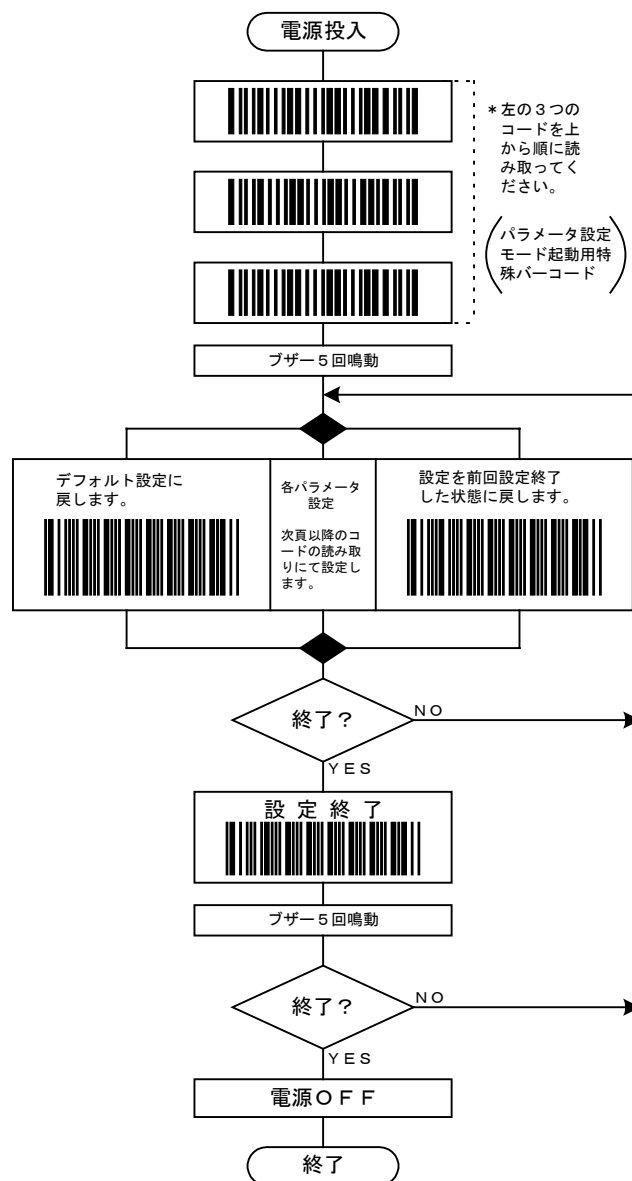 電源投入
＊左の３つの
コードを上
から順に読
み取ってく
ださい。
（パラメータ設定
モード起動用特
殊バーコード）
ブザー５回鳴動
デフォルト設定に
戻します。
各パラメータ
設定
次頁以降のコ
ードの読み取
りにて設定し
ます。
設定を前回設定終了
した状態に戻します。
終了？
ＮＯ
ＹＥＳ
設定終了
ブザー５回鳴動
終了？
ＮＯ
ＹＥＳ
電源ＯＦＦ
終了